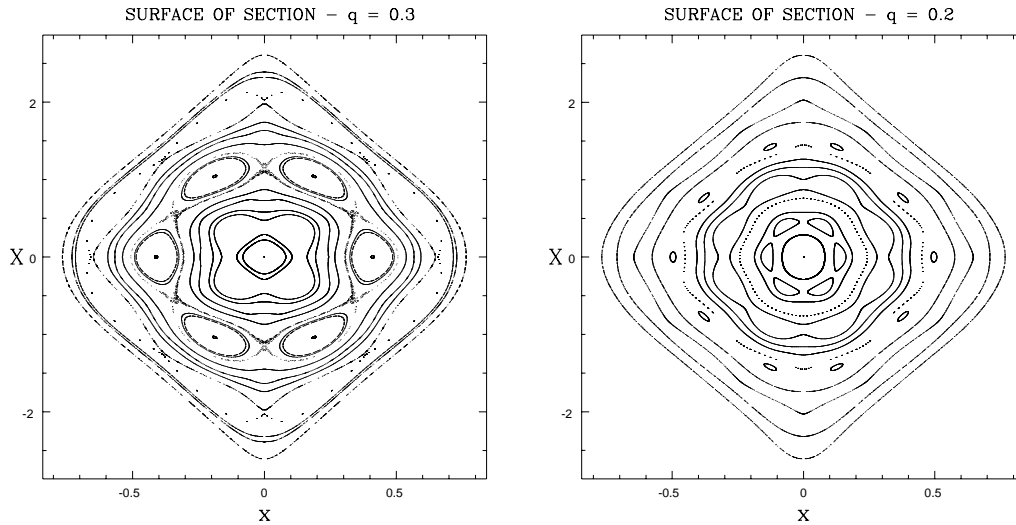 SURFACE OF SECTION – q = 0.3
2
X 0
-2
-0.5 0 0.5
X
SURFACE OF SECTION – q = 0.2
2
X 0
-2
-0.5 0 0.5
X